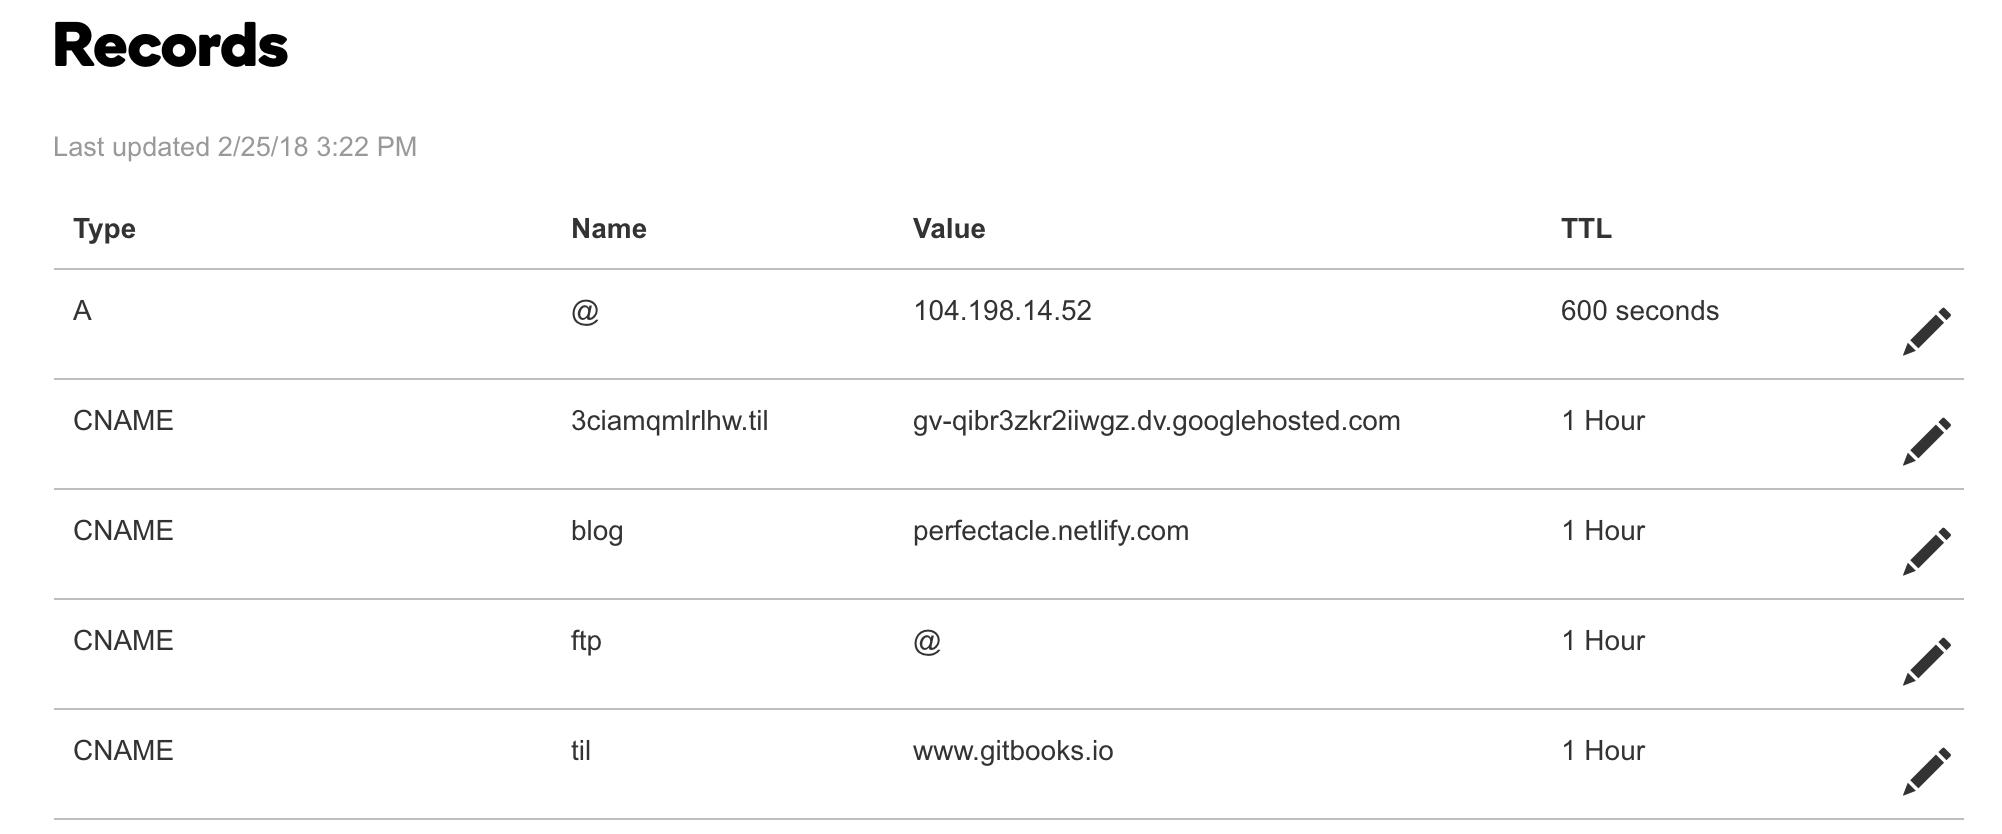 Records
Last updated 2/25/18 3:22 PM
Type Name Value TTL
A @ 104.198.14.52 600 seconds
CNAME 3ciamqmlrlhw.til gv-qibr3zkr2iiwgz.dv.googlehosted.com 1 Hour
CNAME blog perfectacle.netlify.com 1 Hour
CNAME ftp @ 1 Hour
CNAME til www.gitbooks.io 1 Hour